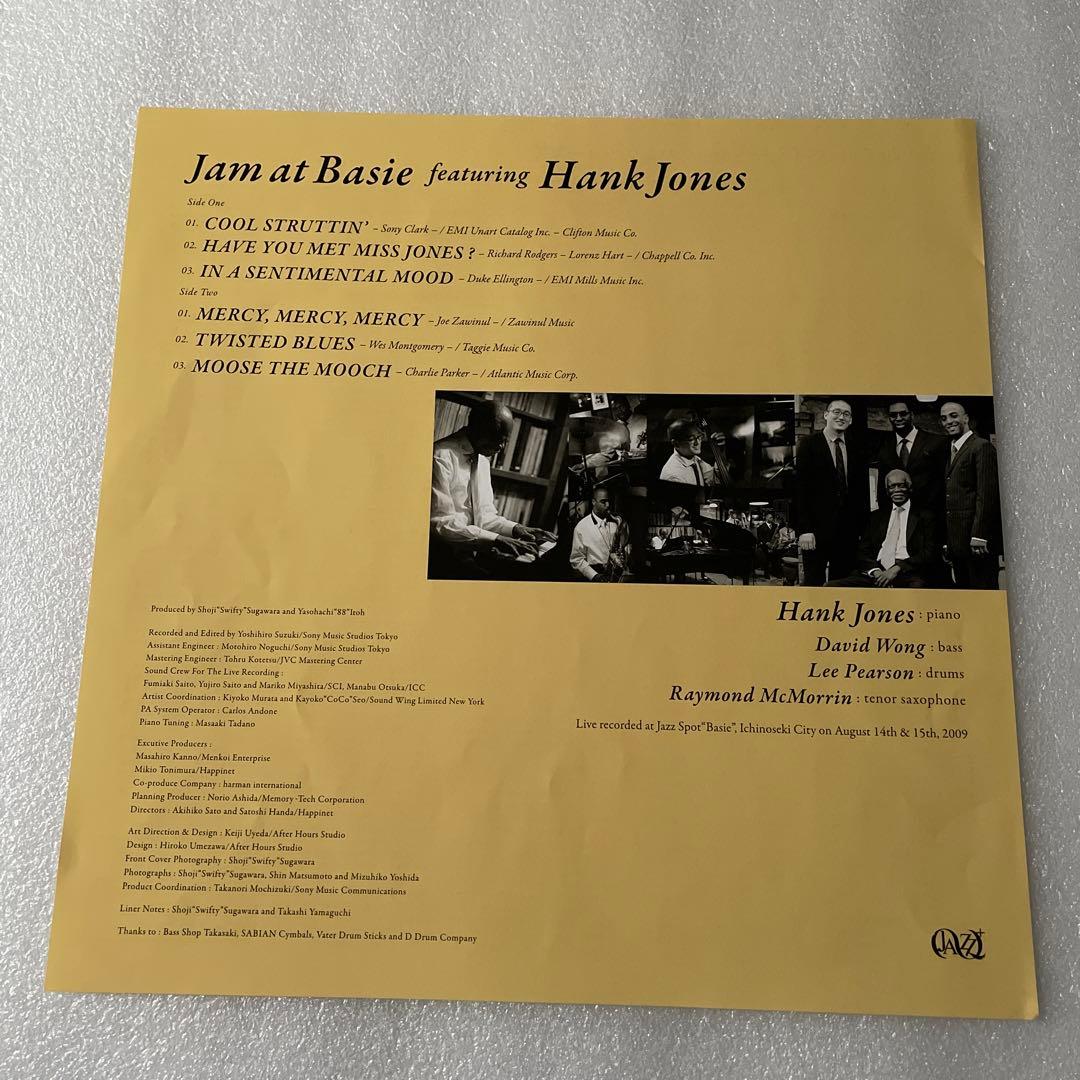 Jam at Basie featuring Hank Jones
Side One
01. COOL STRUTTIN' – Sony Clark – / EMI Unart Catalog Inc. – Clifton Music Co.
02. HAVE YOU MET MISS JONES ? – Richard Rodgers – Lorenz Hart – / Chappell Co. Inc.
03. IN A SENTIMENTAL MOOD – Duke Ellington – / EMI Mills Music Inc.
Side Two
01. MERCY, MERCY, MERCY – Joe Zawinul – / Zawinul Music
02. TWISTED BLUES – Wes Montgomery – / Taggie Music Co.
03. MOOSE THE MOOCH – Charlie Parker – / Atlantic Music Corp.
Hank Jones : piano
David Wong : bass
Lee Pearson : drums
Raymond McMorrin : tenor saxophone
Live recorded at Jazz Spot"Basie", Ichinoseki City on August 14th & 15th, 2009
Produced by Shoji"Swifty"Sugawara and Yasohachi"88"Itoh
Recorded and Edited by Yoshihiro Suzuki/Sony Music Studios Tokyo
Assistant Engineer : Motohiro Noguchi/Sony Music Studios Tokyo
Mastering Engineer : Tohru Kotetsu/JVC Mastering Center
Sound Crew For The Live Recording :
Fumiaki Saito, Yujiro Saito and Mariko Miyashita/SCI, Manabu Otsuka/ICC
Artist Coordination : Kiyoko Murata and Kayoko"CoCo"Seo/Sound Wing Limited New York
PA System Operator : Carlos Andone
Piano Tuning : Masaaki Tadano
Excutive Producers :
Masahiro Kanno/Menkoi Enterprise
Mikio Tonimura/Happinet
Co-produce Company : harman international
Planning Producer : Norio Ashida/Memory-Tech Corporation
Directors : Akihiko Sato and Satoshi Handa/Happinet
Art Direction & Design : Keiji Uyeda/After Hours Studio
Design : Hiroko Umezawa/After Hours Studio
Front Cover Photography : Shoji"Swifty"Sugawara
Photographs : Shoji"Swifty"Sugawara, Shin Matsumoto and Mizuhiko Yoshida
Product Coordination : Takanori Mochizuki/Sony Music Communications
Liner Notes : Shoji"Swifty"Sugawara and Takashi Yamaguchi
Thanks to : Bass Shop Takasaki, SABIAN Cymbals, Vater Drum Sticks and D Drum Company
JAZZ